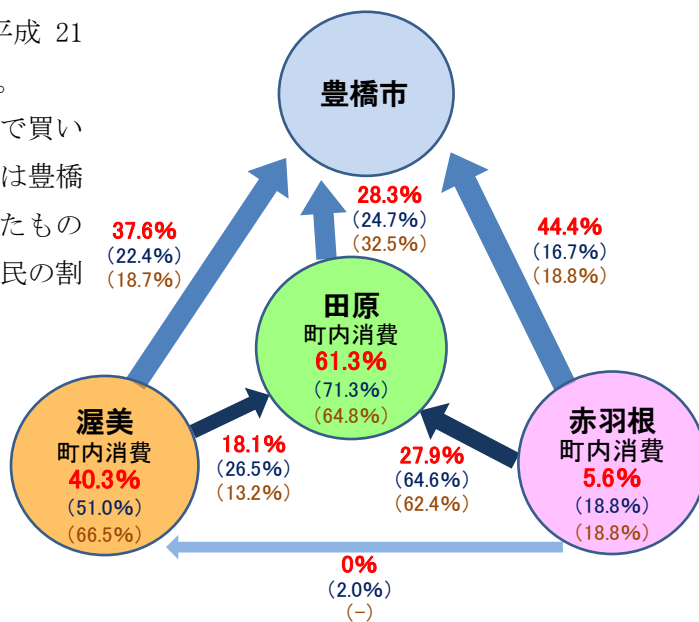 平成 21
。
で買い
は豊橋
たもの
民の割
豊橋市
37.6%
(22.4%)
(18.7%)
28.3%
(24.7%)
(32.5%)
44.4%
(16.7%)
(18.8%)
田原
町内消費
61.3%
(71.3%)
(64.8%)
渥美
町内消費
40.3%
(51.0%)
(66.5%)
18.1%
(26.5%)
(13.2%)
27.9%
(64.6%)
(62.4%)
赤羽根
町内消費
5.6%
(18.8%)
(18.8%)
0%
(2.0%)
(-)